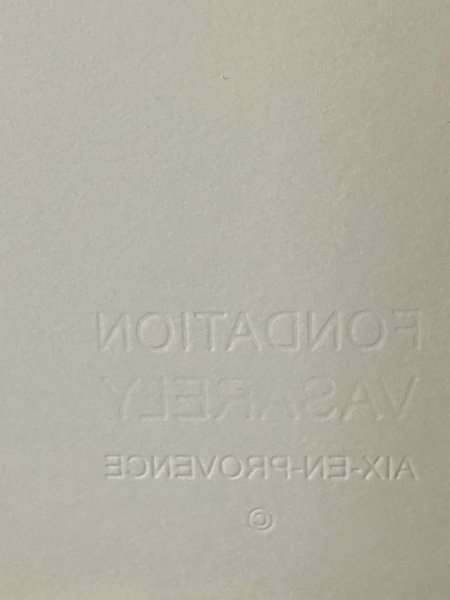 FONDATION
VASARELY
AIX-EN-PROVENCE
©